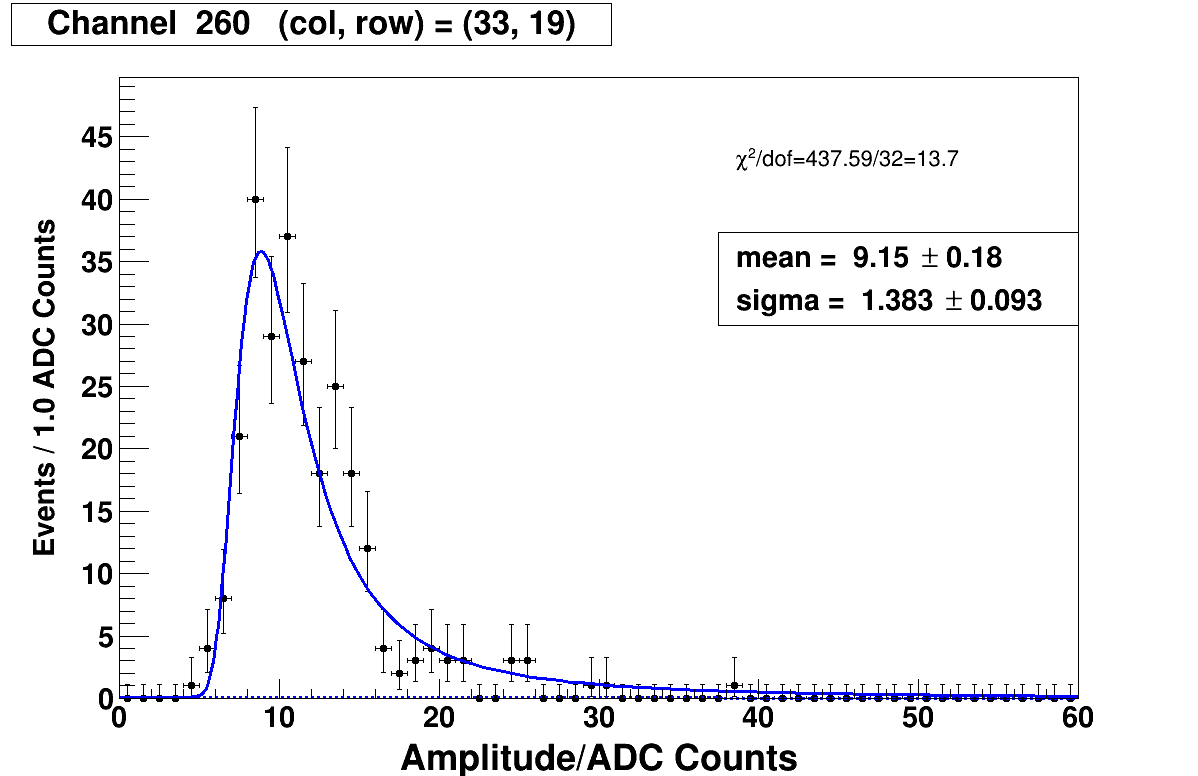 Channel 260 (col, row) = (33, 19)
χ²/dof=437.59/32=13.7
mean = 9.15 ± 0.18
sigma = 1.383 ± 0.093
Events / 1.0 ADC Counts
45
40
35
30
25
20
15
10
5
0
0 10 20 30 40 50 60
Amplitude/ADC Counts